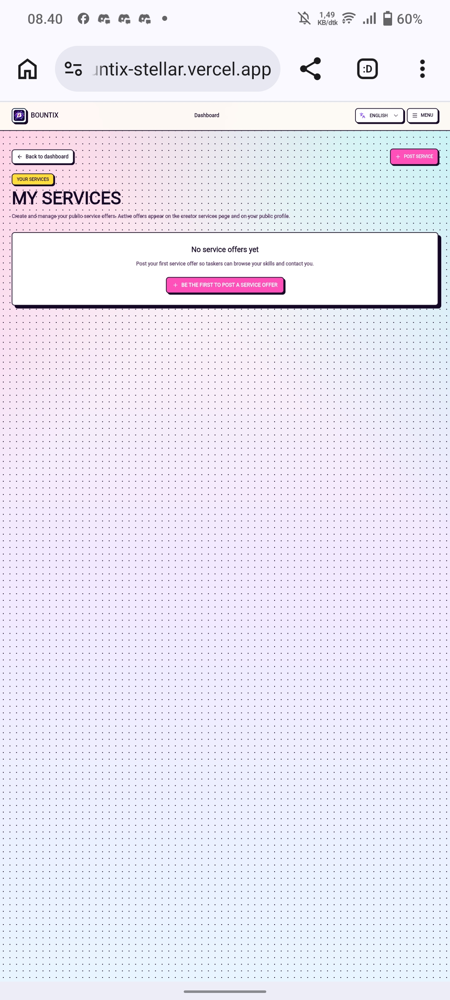 08.40
1,49
KB/dtk
60%
ntix-stellar.vercel.app
:D
BOUNTIX
Dashboard
ENGLISH
MENU
Back to dashboard
POST SERVICE
YOUR SERVICES
MY SERVICES
Create and manage your public service offers. Active offers appear on the creator services page and on your public profile.
No service offers yet
Post your first service offer so taskers can browse your skills and contact you.
BE THE FIRST TO POST A SERVICE OFFER